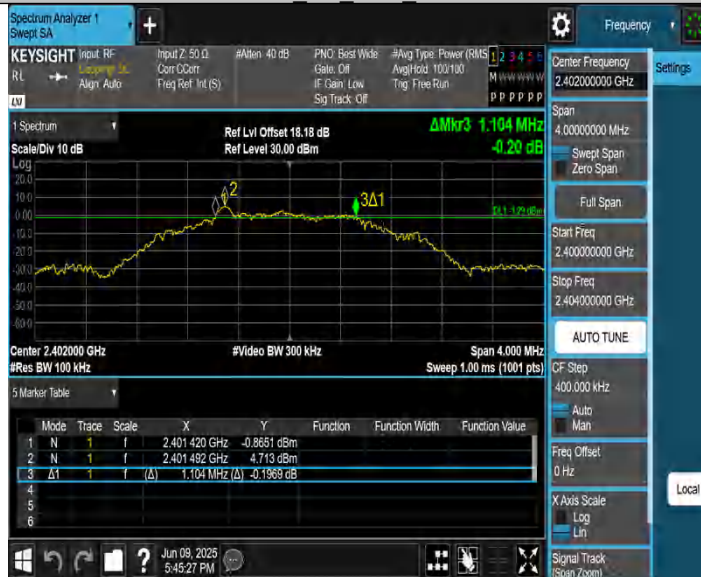 Spectrum Analyzer 1
Swept SA
Frequency
KEYSIGHT
Input: RF
Align: Auto
Input Z: 50 Ω
Corr CCorr
Freq Ref: Int (S)
#Atten: 40 dB
PNO: Best Wide
Gate: Off
IF Gain: Low
Sig Track: Off
#Avg Type: Power (RMS
Avg|Hold: 100/100
Trig: Free Run
1 2 3 4 5 6
M W W W W W
P P P P P P
LXI
1 Spectrum
Scale/Div 10 dB
Log
Ref Lvl Offset 18.18 dB
Ref Level 30.00 dBm
ΔMkr3 1.104 MHz
-0.20 dB
20.0
10.0
0.00
-10.0
-20.0
-30.0
-40.0
-50.0
-60.0
2
3Δ1
Center 2.402000 GHz
#Res BW 100 kHz
#Video BW 300 kHz
Span 4.000 MHz
Sweep 1.00 ms (1001 pts)
5 Marker Table
Mode Trace Scale X Y Function Function Width Function Value
1 N 1 f 2.401 420 GHz -0.8651 dBm
2 N 1 f 2.401 492 GHz 4.713 dBm
3 Δ1 1 f (Δ) 1.104 MHz (Δ) -0.1969 dB
4
5
6
Jun 09, 2025
5:45:27 PM
Center Frequency
2.402000000 GHz
Span
4.00000000 MHz
Swept Span
Zero Span
Full Span
Start Freq
2.400000000 GHz
Stop Freq
2.404000000 GHz
AUTO TUNE
CF Step
400.000 kHz
Auto
Man
Freq Offset
0 Hz
X Axis Scale
Log
Lin
Signal Track
(Span Zoom)
Settings
Local